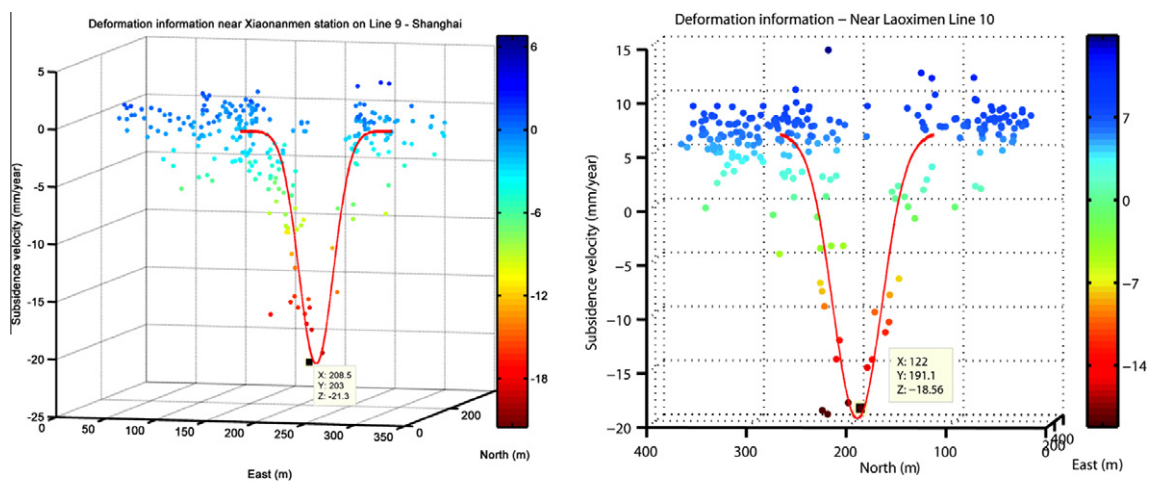 Deformation information near Xiaonanmen station on Line 9 - Shanghai
5
0
-5
-10
-15
-20
-25
Subsidence velocity (mm/year)
0
50
100
150
200
250
300
350
East (m)
0
200
North (m)
X: 208.5
Y: 203
Z: -21.3
6
0
-6
-12
-18
Deformation information – Near Laoximen Line 10
15
10
5
0
−5
−10
−15
−20
Subsidence velocity (mm/year)
400
300
200
100
0
North (m)
200
400
East (m)
X: 122
Y: 191.1
Z: −18.56
7
0
−7
−14